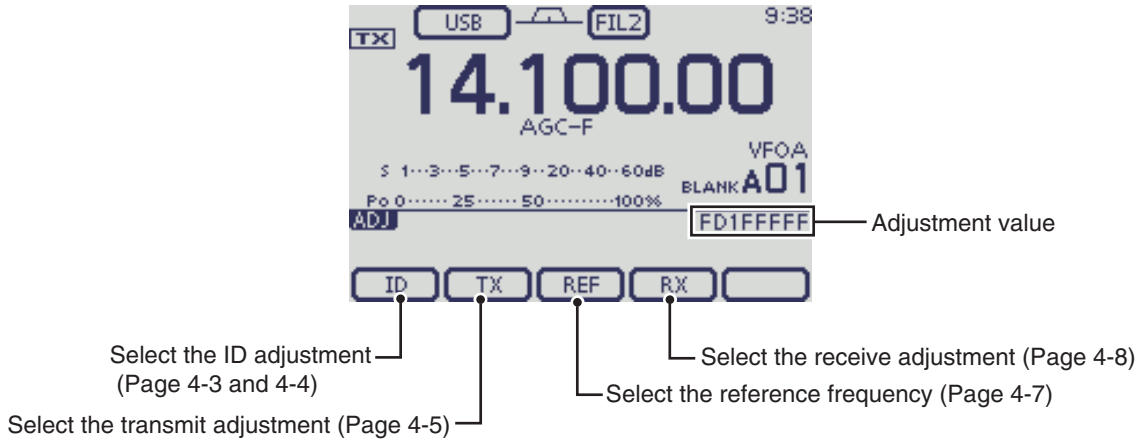 USB FIL2 9:38
TX
14.100.00
AGC-F
VFOA
S 1···3···5···7···9··20··40··60dB
BLANK A01
Po 0······25······50··········100%
ADJ FD1FFFFF Adjustment value
ID TX REF RX
Select the ID adjustment
(Page 4-3 and 4-4)
Select the receive adjustment (Page 4-8)
Select the reference frequency (Page 4-7)
Select the transmit adjustment (Page 4-5)